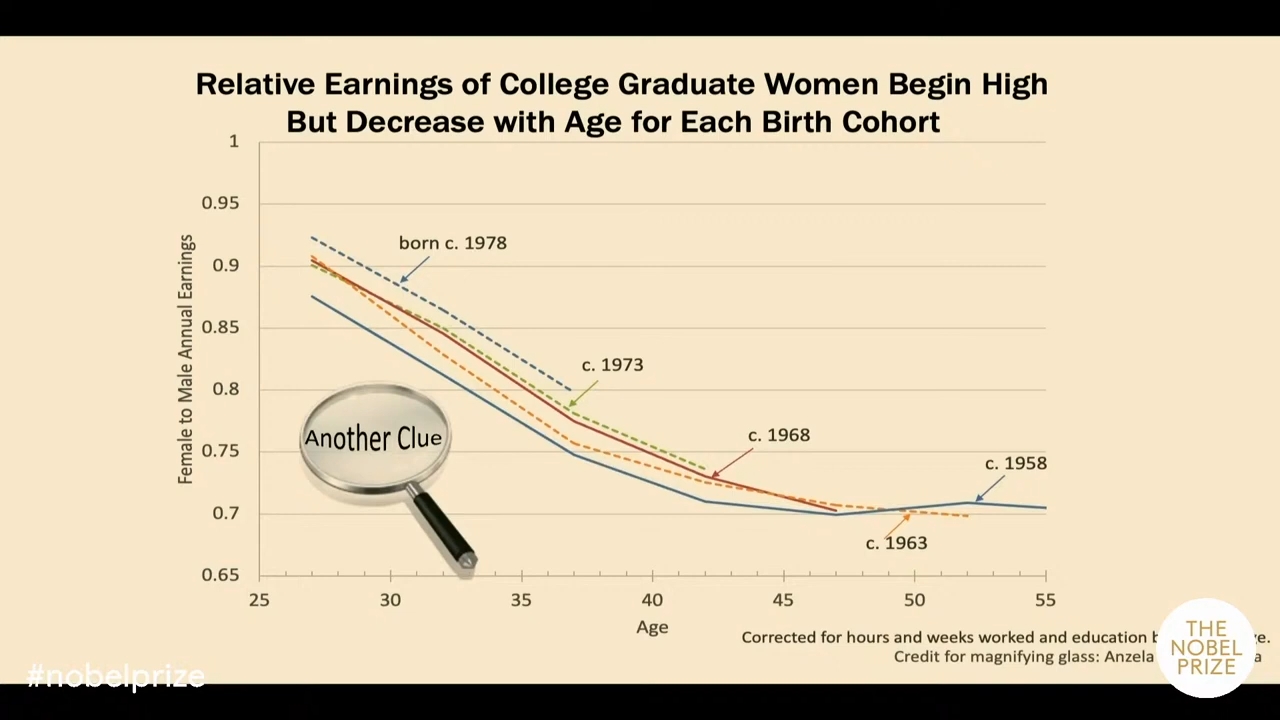 Relative Earnings of College Graduate Women Begin High
But Decrease with Age for Each Birth Cohort
Female to Male Annual Earnings
1
0.95
0.9
0.85
0.8
0.75
0.7
0.65
born c. 1978
c. 1973
c. 1968
c. 1958
c. 1963
Another Clue
25 30 35 40 45 50 55
Age
Corrected for hours and weeks worked and education
Credit for magnifying glass: Anzela
THE
NOBEL
PRIZE
#nobelprize